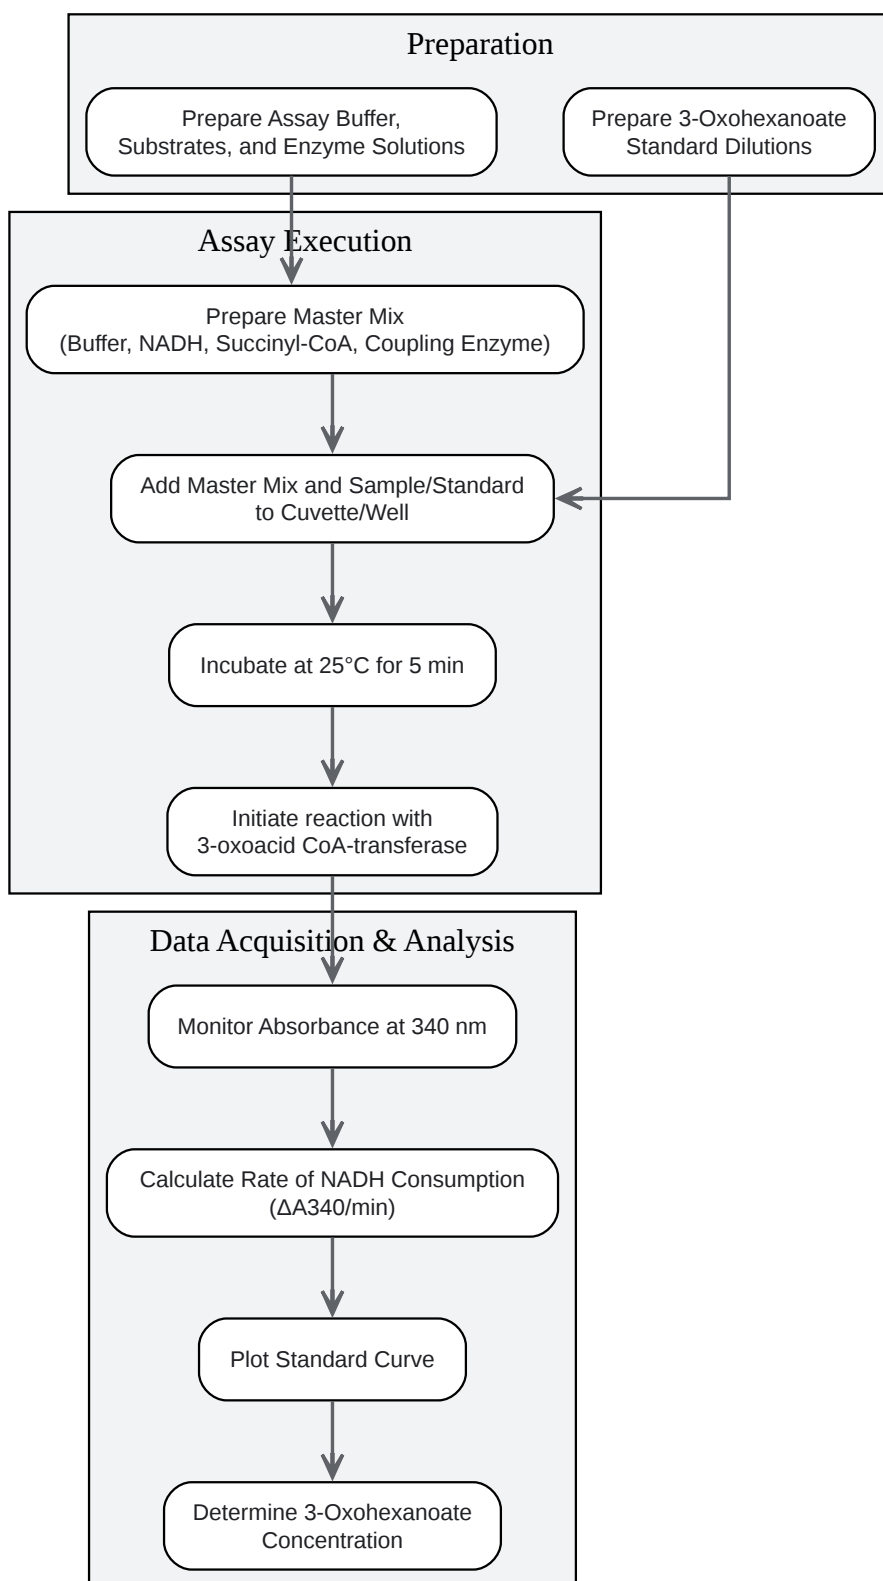 Preparation
Prepare Assay Buffer,
Substrates, and Enzyme Solutions
Prepare 3-Oxohexanoate
Standard Dilutions
Assay Execution
Prepare Master Mix
(Buffer, NADH, Succinyl-CoA, Coupling Enzyme)
Add Master Mix and Sample/Standard
to Cuvette/Well
Incubate at 25°C for 5 min
Initiate reaction with
3-oxoacid CoA-transferase
Data Acquisition & Analysis
Monitor Absorbance at 340 nm
Calculate Rate of NADH Consumption
(ΔA340/min)
Plot Standard Curve
Determine 3-Oxohexanoate
Concentration